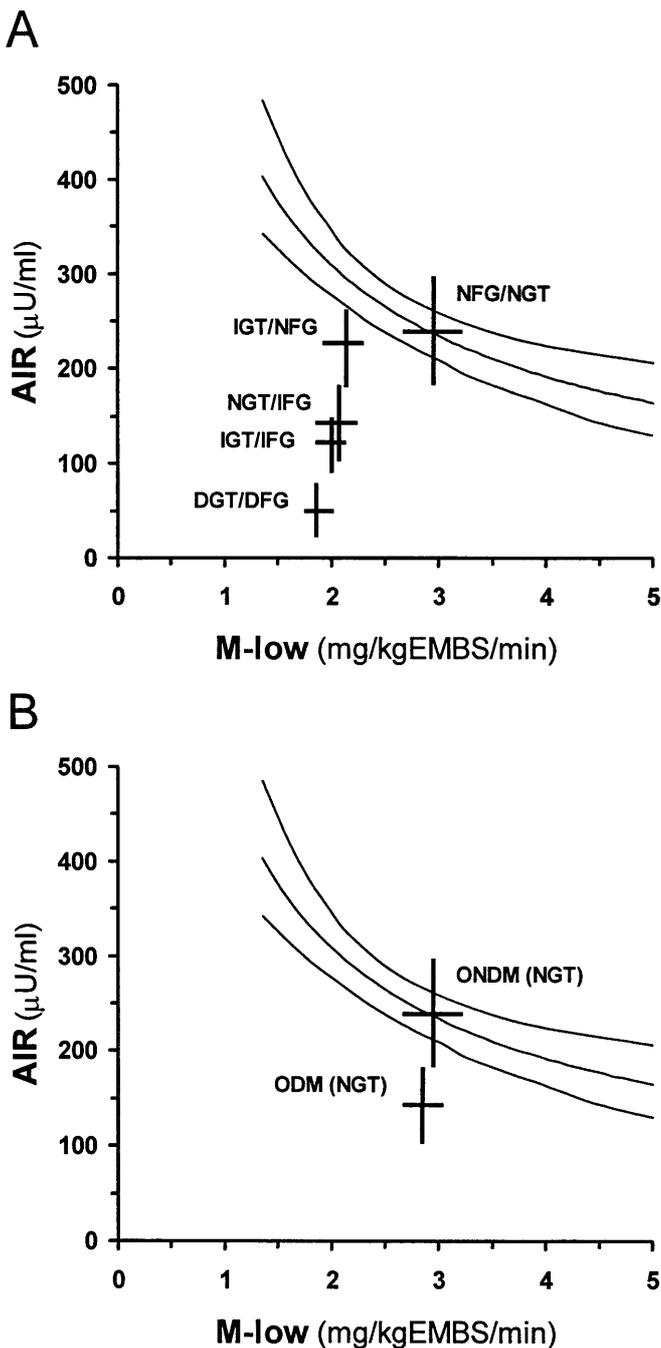 A
500
400
300
200
100
0
AIR (μU/ml)
NFG/NGT
IGT/NFG
NGT/IFG
IGT/IFG
DGT/DFG
0 1 2 3 4 5
M-low (mg/kgEMBS/min)
B
500
400
300
200
100
0
AIR (μU/ml)
ONDM (NGT)
ODM (NGT)
0 1 2 3 4 5
M-low (mg/kgEMBS/min)